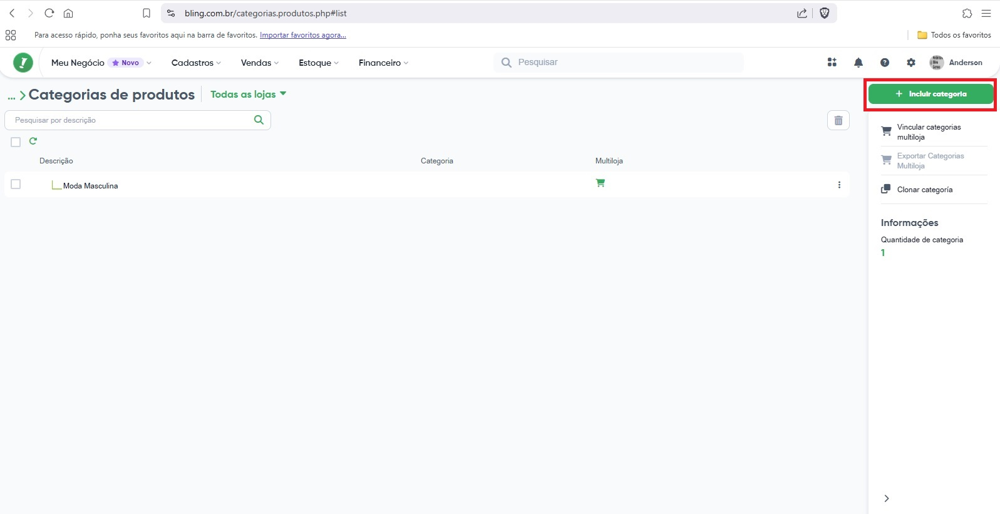 bling.com.br/categorias.produtos.php#list
Para acesso rápido, ponha seus favoritos aqui na barra de favoritos. Importar favoritos agora...
Todos os favoritos
Meu Negócio Novo Cadastros Vendas Estoque Financeiro Pesquisar Anderson
... Categorias de produtos Todas as lojas
+ Incluir categoria
Pesquisar por descrição
Vincular categorias
multiloja
Exportar Categorias
Multiloja
Clonar categoria
Descrição Categoria Multiloja
Moda Masculina
Informações
Quantidade de categoria
1